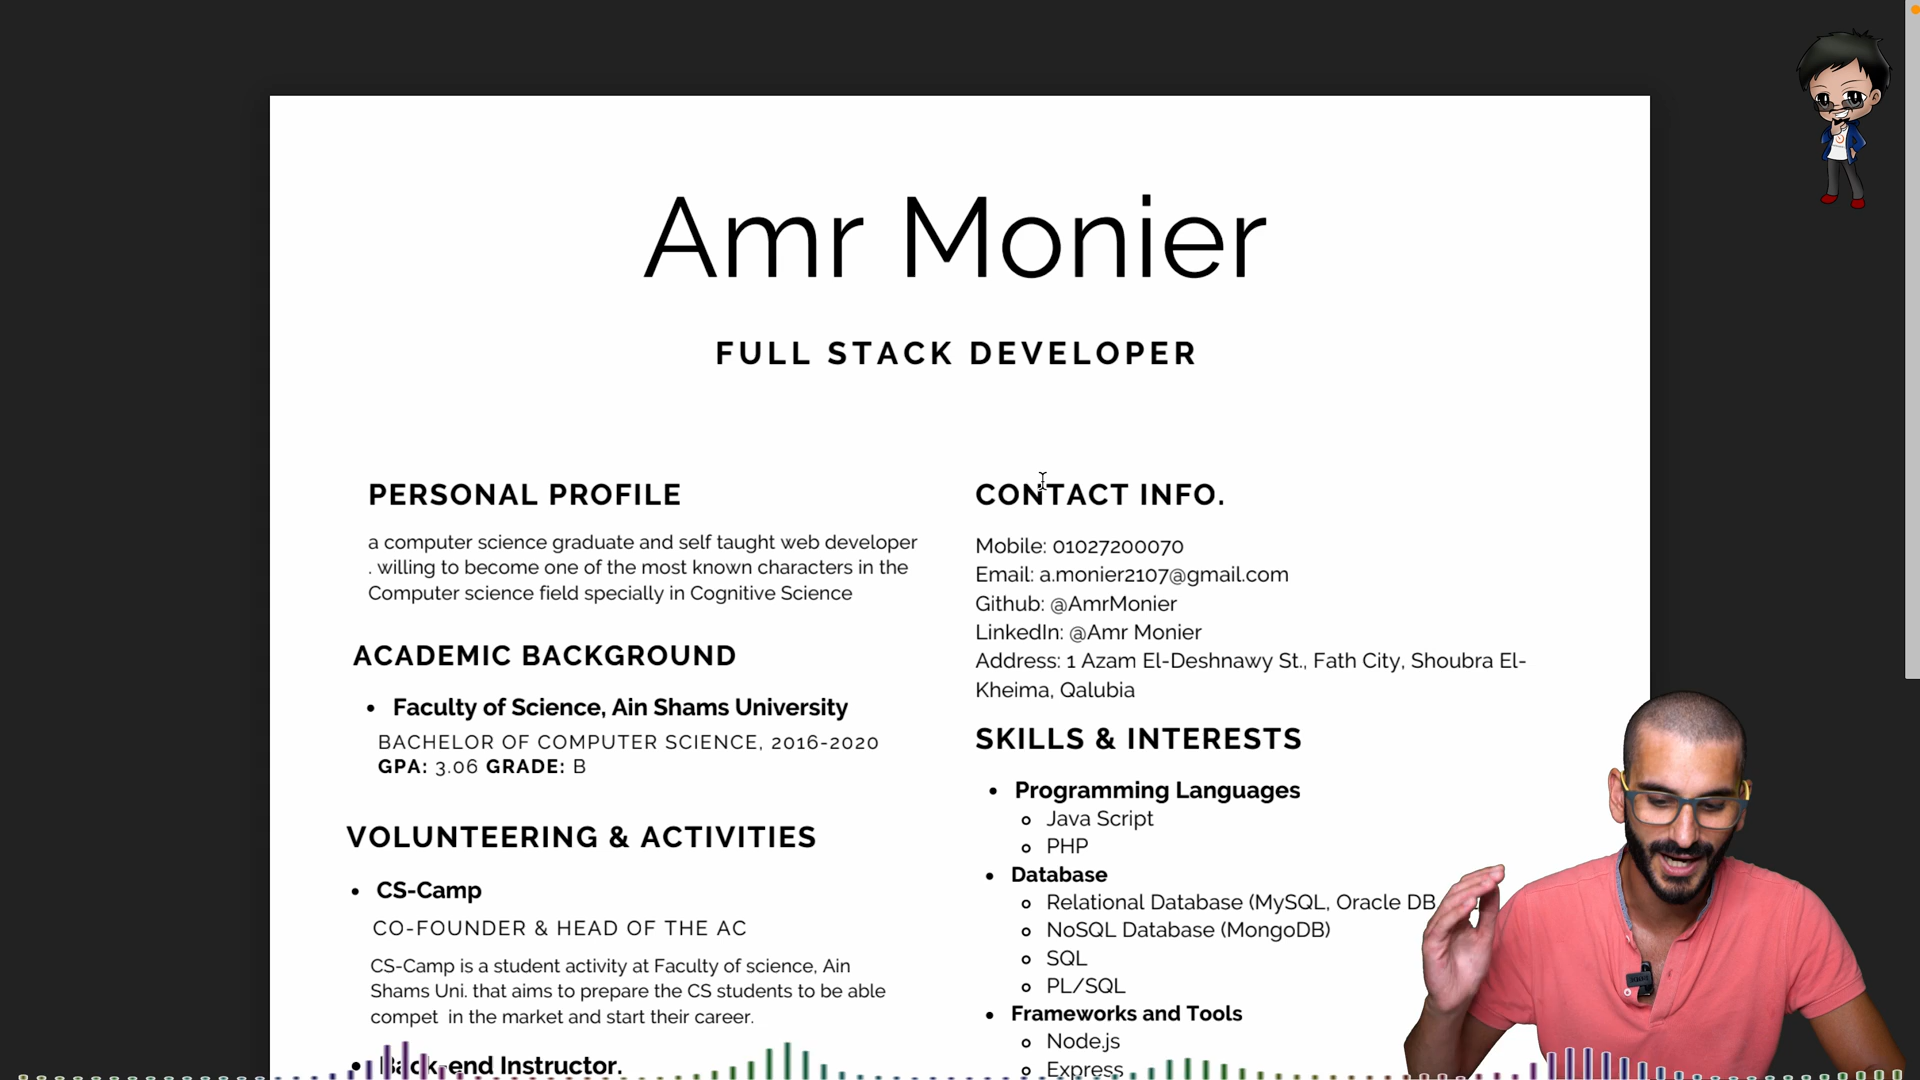 Amr Monier
FULL STACK DEVELOPER
PERSONAL PROFILE
a computer science graduate and self taught web developer
. willing to become one of the most known characters in the
Computer science field specially in Cognitive Science
ACADEMIC BACKGROUND
• Faculty of Science, Ain Shams University
BACHELOR OF COMPUTER SCIENCE, 2016-2020
GPA: 3.06 GRADE: B
VOLUNTEERING & ACTIVITIES
• CS-Camp
CO-FOUNDER & HEAD OF THE AC
CS-Camp is a student activity at Faculty of science, Ain
Shams Uni. that aims to prepare the CS students to be able
compet in the market and start their career.
• Back-end Instructor.
CONTACT INFO.
Mobile: 01027200070
Email: a.monier2107@gmail.com
Github: @AmrMonier
LinkedIn: @Amr Monier
Address: 1 Azam El-Deshnawy St., Fath City, Shoubra El-
Kheima, Qalubia
SKILLS & INTERESTS
• Programming Languages
Java Script
PHP
• Database
Relational Database (MySQL, Oracle DB
NoSQL Database (MongoDB)
SQL
PL/SQL
• Frameworks and Tools
Node.js
Express